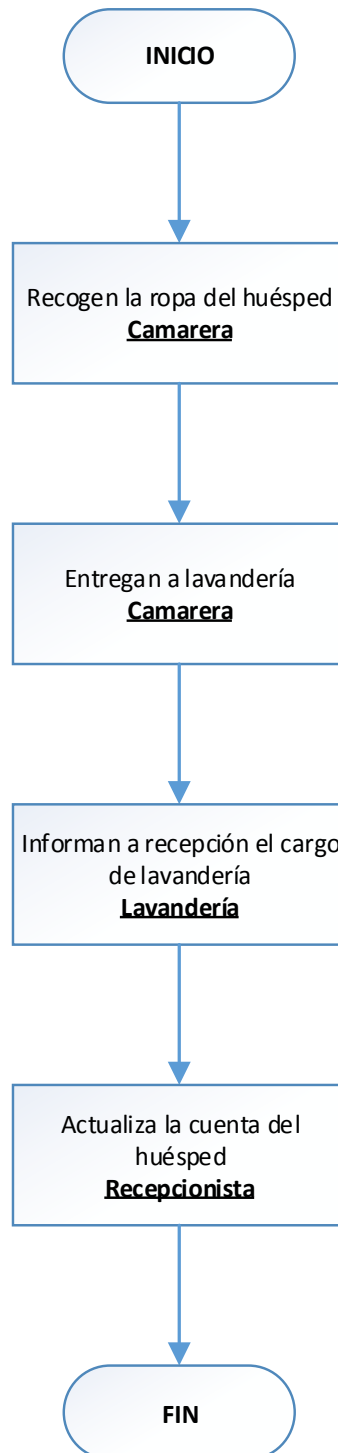 INICIO
Recogen la ropa del huésped
Camarera
Entregan a lavandería
Camarera
Informan a recepción el cargo
de lavandería
Lavandería
Actualiza la cuenta del
huésped
Recepcionista
FIN